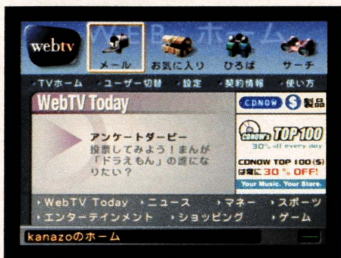 webtv
WEB ホーム
メール お気に入り ひろば サーチ
・TVホーム ・ユーザー切替 ・設定 ・契約情報 ・使い方
WebTV Today
CDNOW S 製品
アンケートダービー
投票してみよう！まんが
「ドラえもん」の誰にな
りたい？
CDNOW's TOP100
30% off every day
CDNOW TOP 100(S)
は常に 30 % OFF!
Your Music. Your Store.
・WebTV Today ・ニュース ・マネー ・スポーツ
・エンターテインメント ・ショッピング ・ゲーム
kanazoのホーム